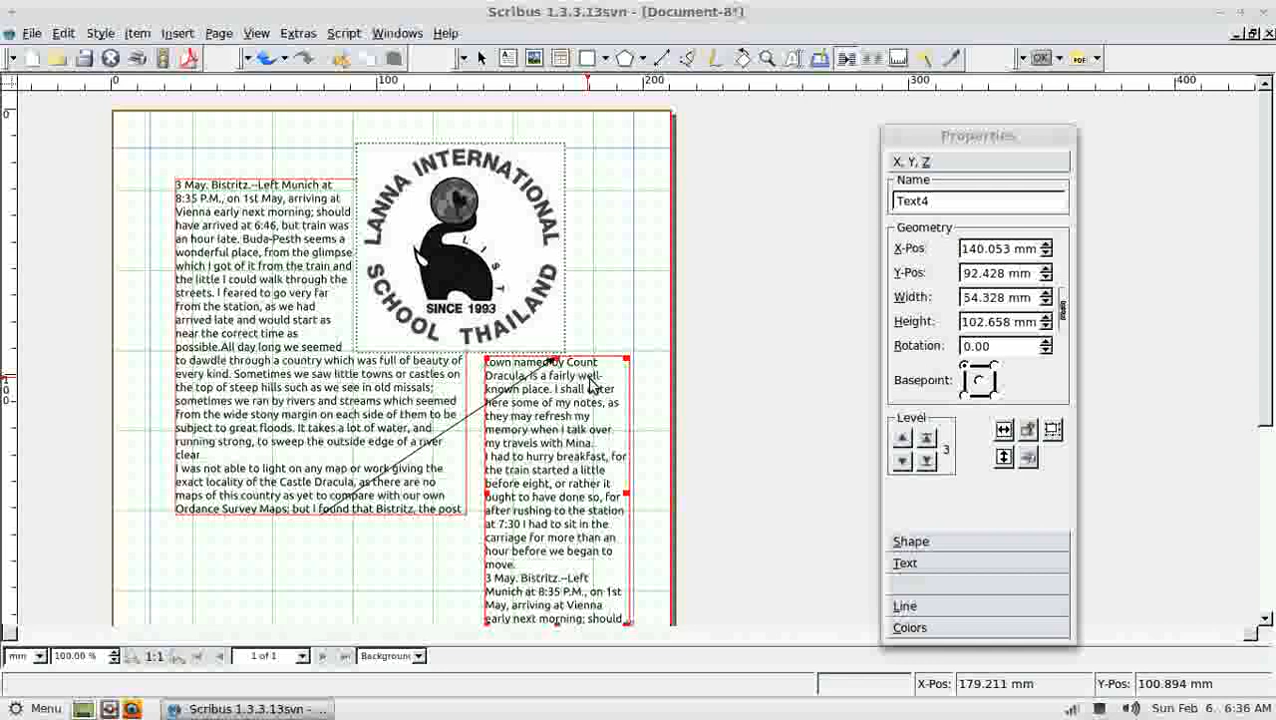 Scribus 1.3.3.13svn - [Document-8*]
File Edit Style Item Insert Page View Extras Script Windows Help
PDF OK PDF
0 100 200 300 400
0
100
3 May. Bistritz.--Left Munich at
8:35 P.M., on 1st May, arriving at
Vienna early next morning; should
have arrived at 6:46, but train was
an hour late. Buda-Pesth seems a
wonderful place, from the glimpse
which I got of it from the train and
the little I could walk through the
streets. I feared to go very far
from the station, as we had
arrived late and would start as
near the correct time as
possible.All day long we seemed
to dawdle through a country which was full of beauty of
every kind. Sometimes we saw little towns or castles on
the top of steep hills such as we see in old missals;
sometimes we ran by rivers and streams which seemed
from the wide stony margin on each side of them to be
subject to great floods. It takes a lot of water, and
running strong, to sweep the outside edge of a river
clear.
I was not able to light on any map or work giving the
exact locality of the Castle Dracula, as there are no
maps of this country as yet to compare with our own
Ordance Survey Maps; but I found that Bistritz, the post
LANNA INTERNATIONAL
SCHOOL THAILAND
LIST
SINCE 1993
town named by Count
Dracula, is a fairly well-
known place. I shall enter
here some of my notes, as
they may refresh my
memory when I talk over
my travels with Mina.
I had to hurry breakfast, for
the train started a little
before eight, or rather it
ought to have done so, for
after rushing to the station
at 7:30 I had to sit in the
carriage for more than an
hour before we began to
move.
3 May. Bistritz.--Left
Munich at 8:35 P.M., on 1st
May, arriving at Vienna
early next morning; should
Properties
X, Y, Z
Name
Text4
Geometry
X-Pos: 140.053 mm
Y-Pos: 92.428 mm
Width: 54.328 mm
Height: 102.658 mm
Rotation: 0.00
Basepoint:
Level
3
Shape
Text
Line
Colors
mm 100.00 % 1:1 1 of 1 Background
X-Pos: 179.211 mm Y-Pos: 100.894 mm
Menu Scribus 1.3.3.13svn - ... Sun Feb 6, 6:36 AM